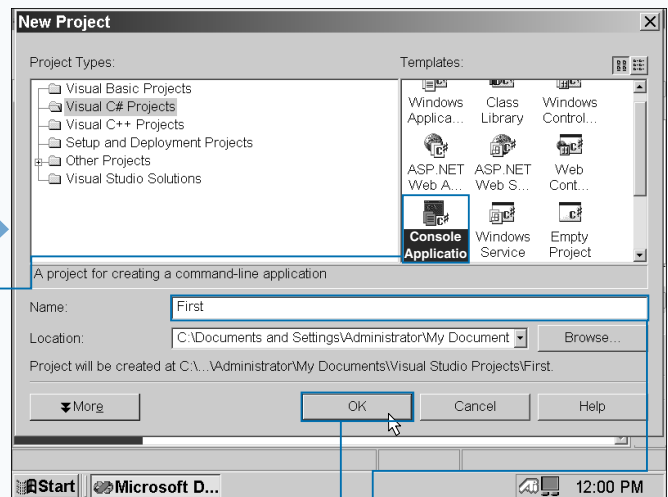 New Project
Project Types:
Visual Basic Projects
Visual C# Projects
Visual C++ Projects
Setup and Deployment Projects
Other Projects
Visual Studio Solutions
Templates:
Windows Applica...
Class Library
Windows Control...
ASP.NET Web A...
ASP.NET Web S...
Web Cont...
Console Applicatio
Windows Service
Empty Project
A project for creating a command-line application
Name:
First
Location:
C:\Documents and Settings\Administrator\My Document
Browse...
Project will be created at C:\...\Administrator\My Documents\Visual Studio Projects\First.
More
OK
Cancel
Help
Start
Microsoft D...
12:00 PM